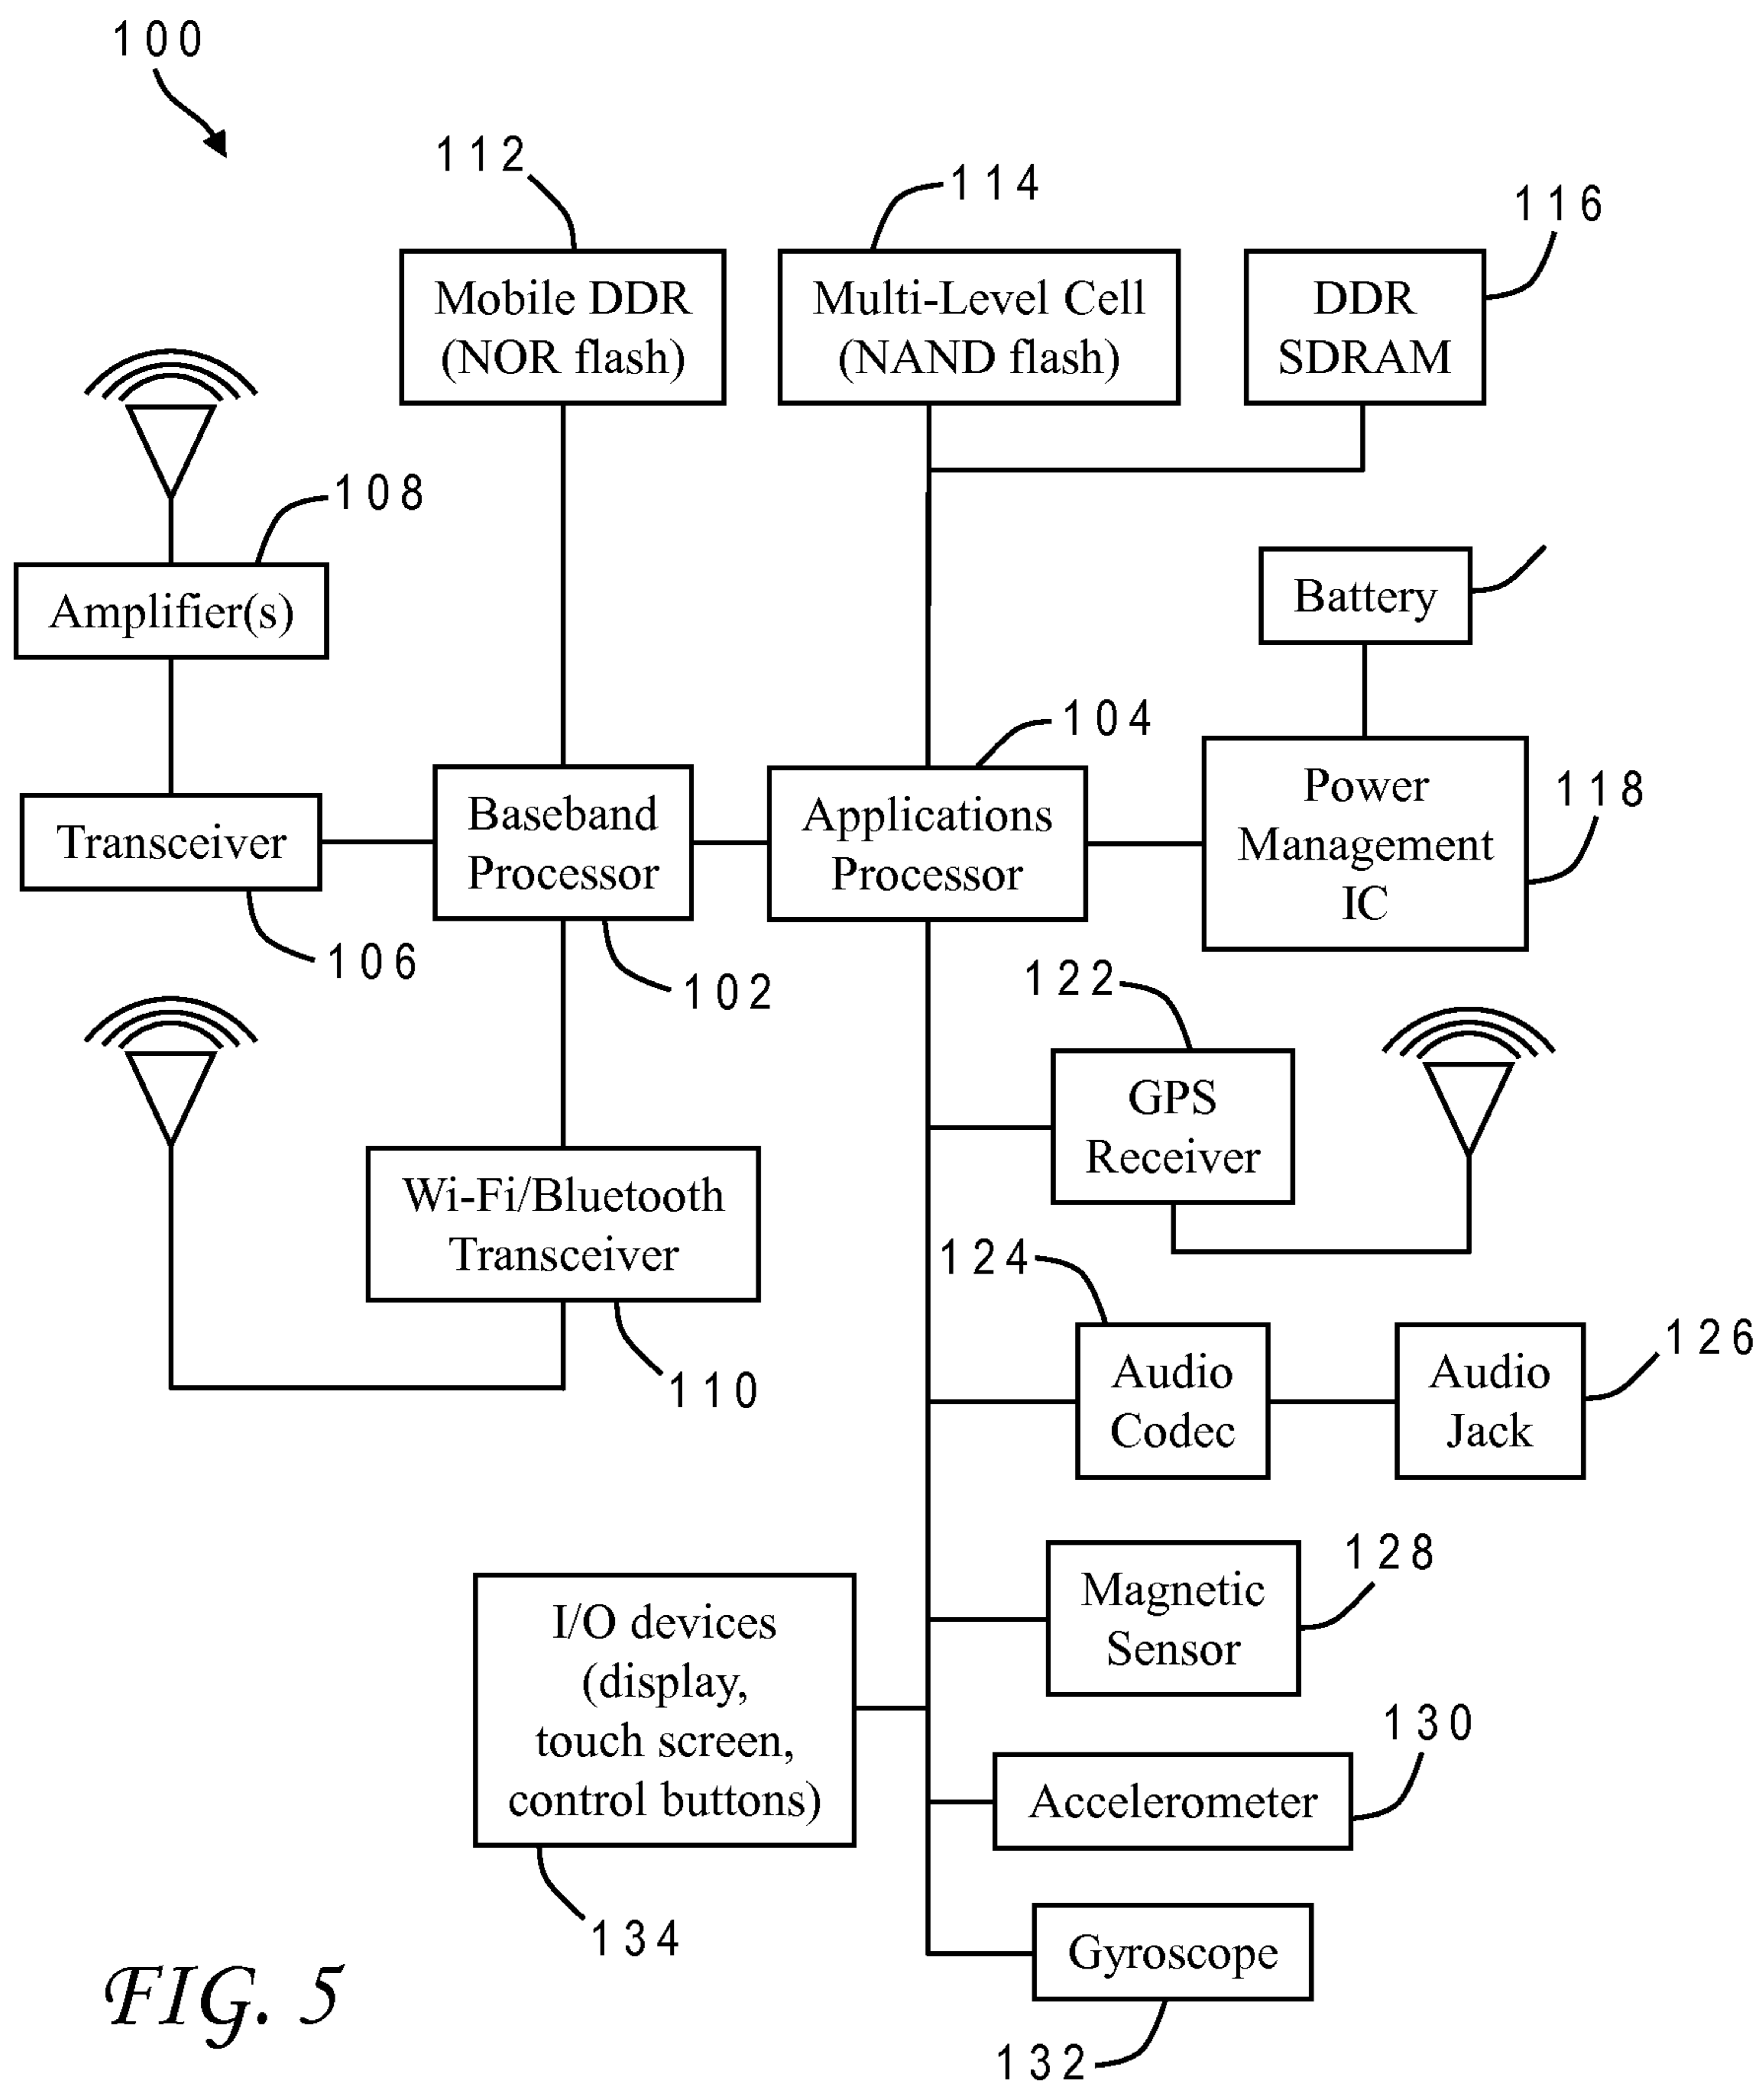 100
112
114
116
Mobile DDR
(NOR flash)
Multi-Level Cell
(NAND flash)
DDR
SDRAM
108
Amplifier(s)
Battery
104
Transceiver
Baseband
Processor
Applications
Processor
Power
Management
IC
118
106
102
122
GPS
Receiver
Wi-Fi/Bluetooth
Transceiver
110
124
Audio
Codec
Audio
Jack
126
128
Magnetic
Sensor
I/O devices
(display,
touch screen,
control buttons)
130
Accelerometer
134
Gyroscope
132
FIG. 5